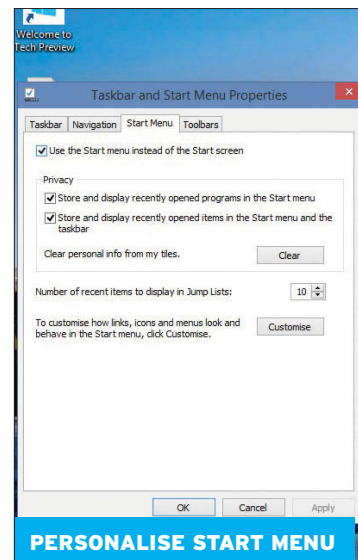 Welcome to
Tech Preview
Taskbar and Start Menu Properties
Taskbar Navigation Start Menu Toolbars
Use the Start menu instead of the Start screen
Privacy
Store and display recently opened programs in the Start menu
Store and display recently opened items in the Start menu and the
taskbar
Clear personal info from my tiles. Clear
Number of recent items to display in Jump Lists: 10
To customise how links, icons and menus look and
behave in the Start menu, click Customise. Customise
OK Cancel Apply
PERSONALISE START MENU